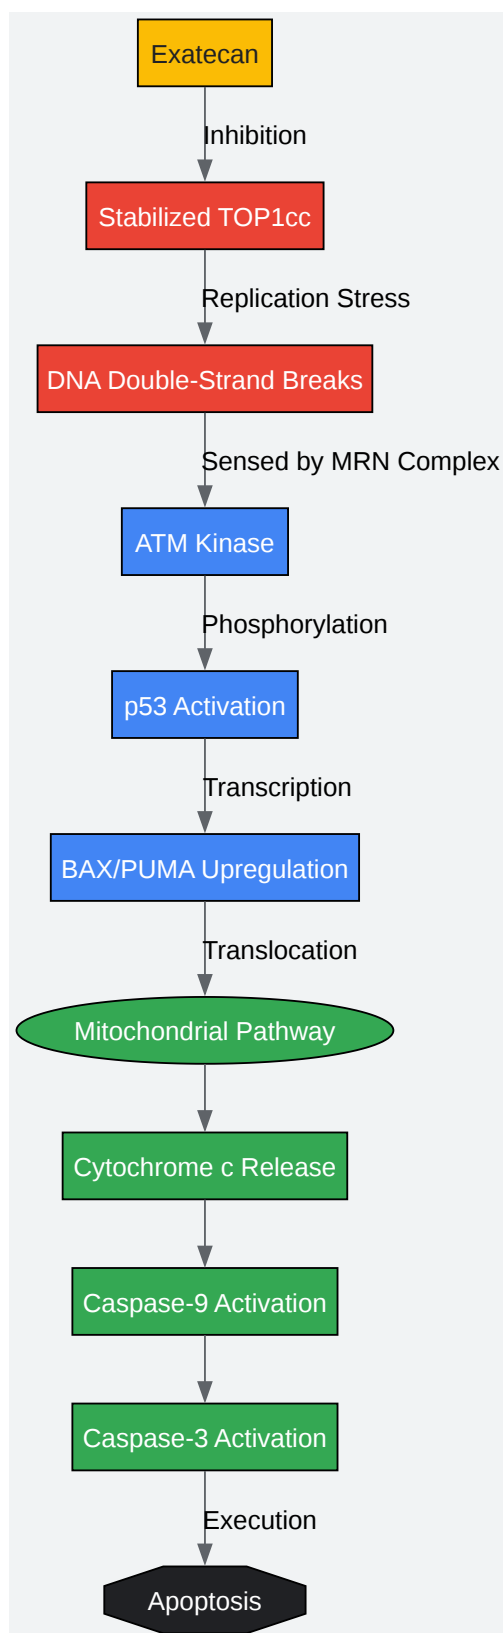 Exatecan
Inhibition
Stabilized TOP1cc
Replication Stress
DNA Double-Strand Breaks
Sensed by MRN Complex
ATM Kinase
Phosphorylation
p53 Activation
Transcription
BAX/PUMA Upregulation
Translocation
Mitochondrial Pathway
Cytochrome c Release
Caspase-9 Activation
Caspase-3 Activation
Execution
Apoptosis